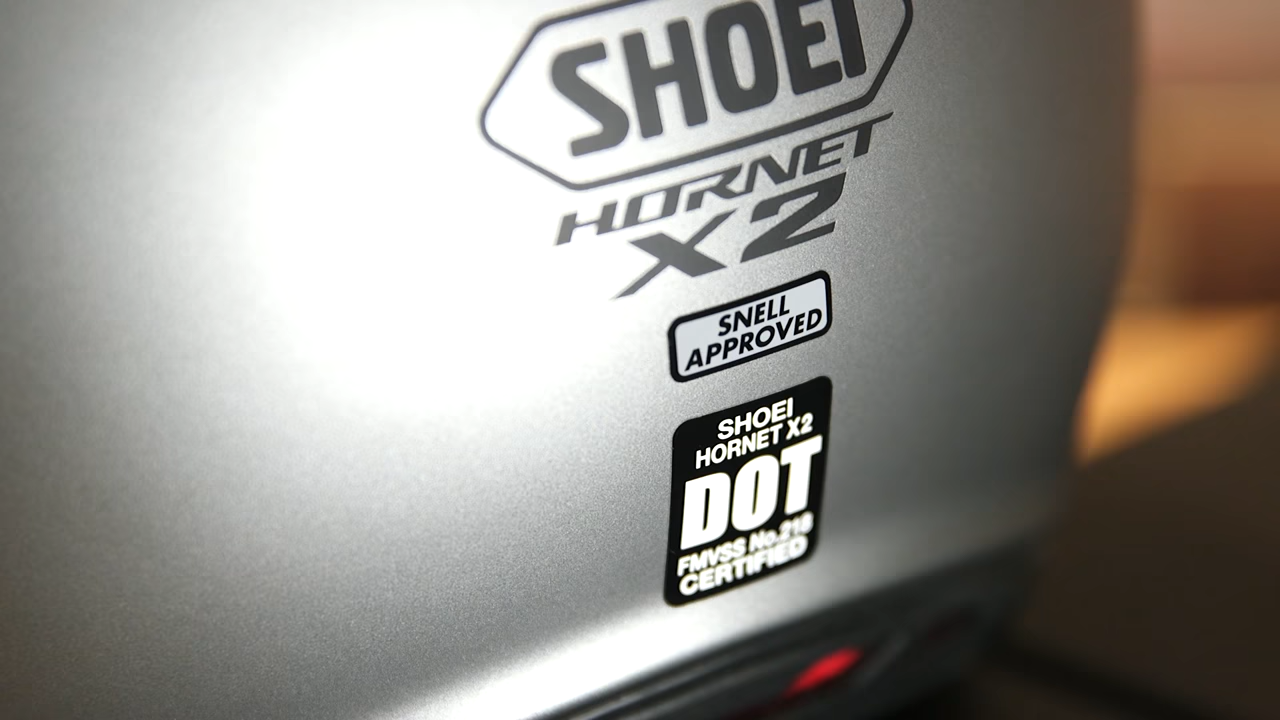 SHOEI
HORNET
X2
SNELL
APPROVED
SHOEI
HORNET X2
DOT
FMVSS No.218
CERTIFIED